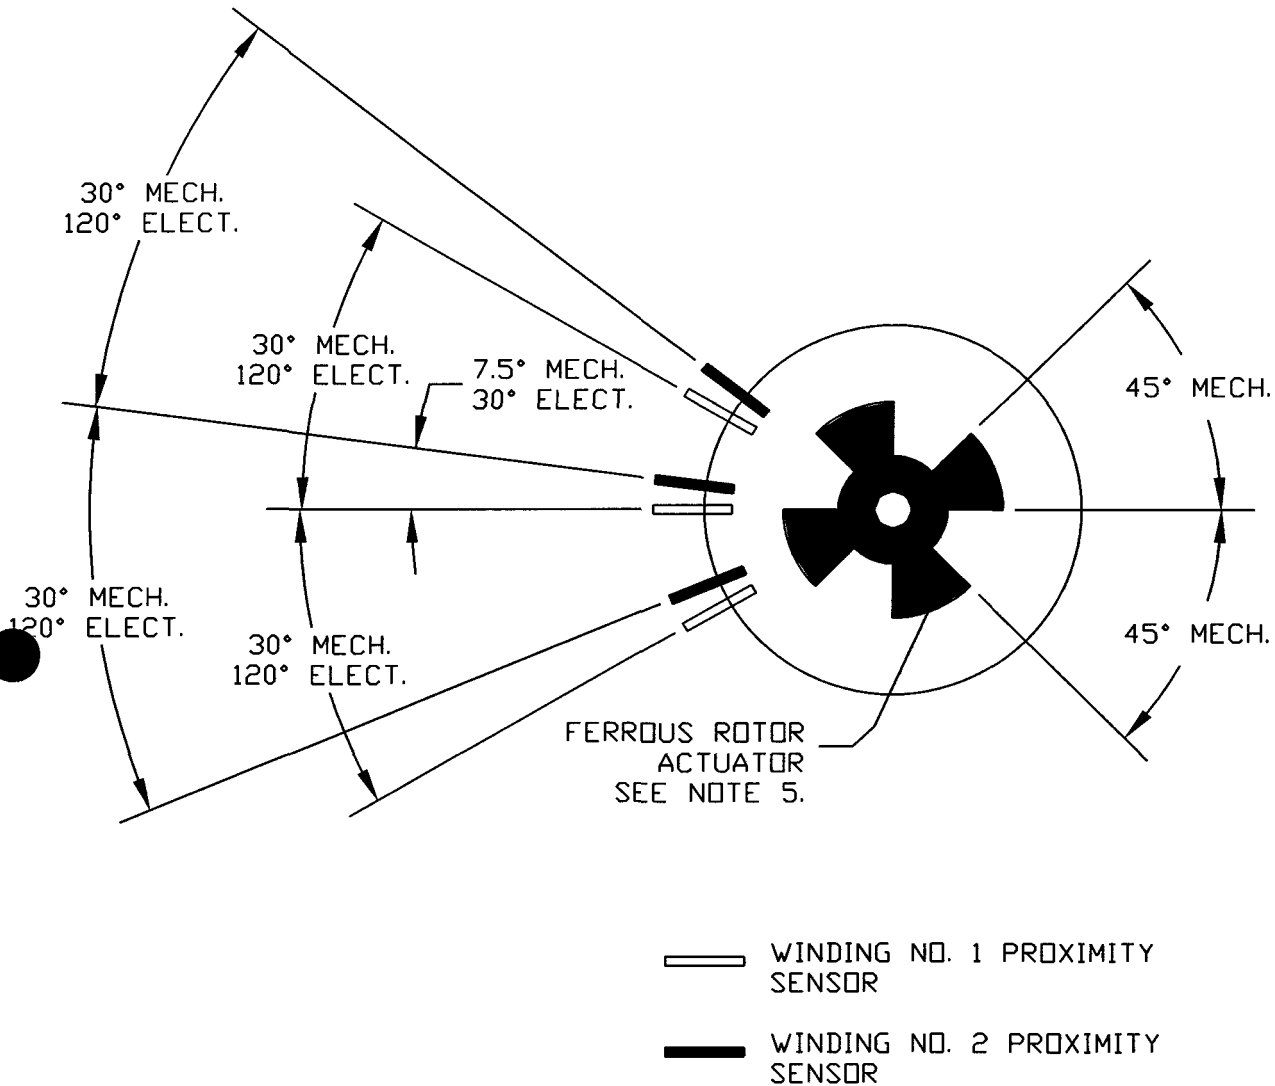 30° MECH.
120° ELECT.
30° MECH.
120° ELECT.
7.5° MECH.
30° ELECT.
45° MECH.
30° MECH.
120° ELECT.
30° MECH.
120° ELECT.
45° MECH.
FERROUS ROTOR
ACTUATOR
SEE NOTE 5.
WINDING NO. 1 PROXIMITY
SENSOR
WINDING NO. 2 PROXIMITY
SENSOR